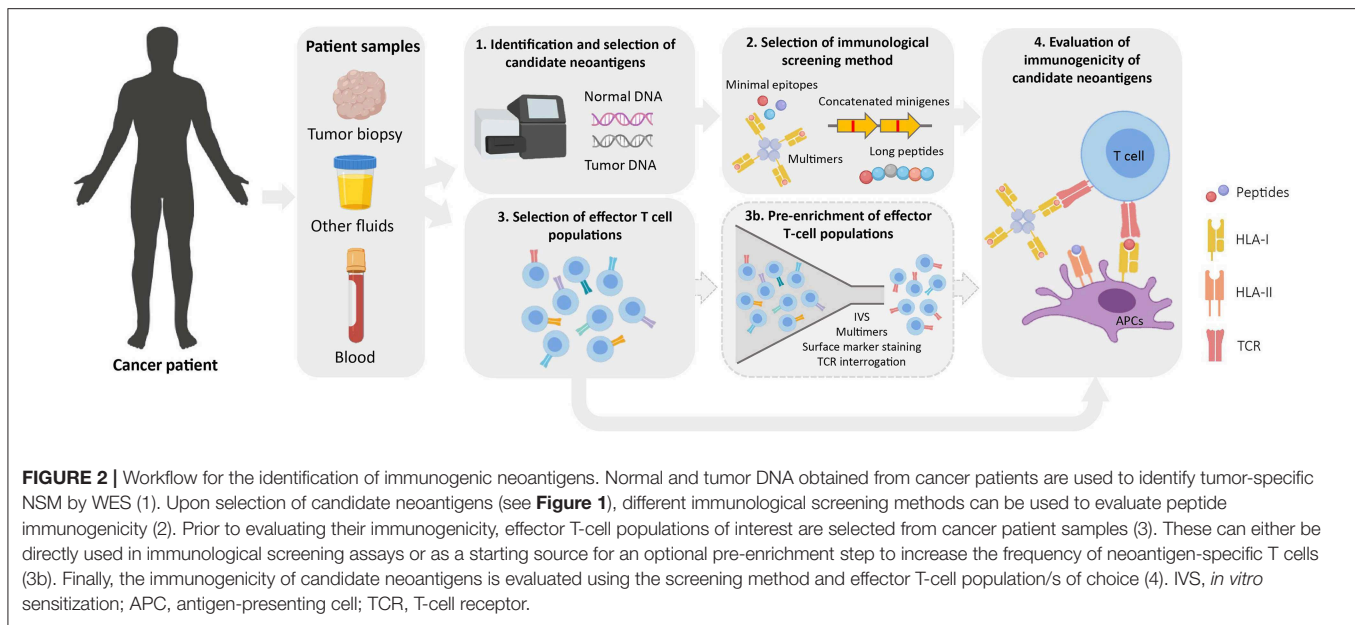 Patient samples
Tumor biopsy
Other fluids
Blood
Cancer patient
1. Identification and selection of
candidate neoantigens
Normal DNA
Tumor DNA
2. Selection of immunological
screening method
Minimal epitopes
Concatenated minigenes
Multimers
Long peptides
3. Selection of effector T cell
populations
3b. Pre-enrichment of effector
T-cell populations
IVS
Multimers
Surface marker staining
TCR interrogation
4. Evaluation of
immunogenicity of
candidate neoantigens
T cell
APCs
Peptides
HLA-I
HLA-II
TCR
FIGURE 2 | Workflow for the identification of immunogenic neoantigens. Normal and tumor DNA obtained from cancer patients are used to identify tumor-specific
NSM by WES (1). Upon selection of candidate neoantigens (see Figure 1), different immunological screening methods can be used to evaluate peptide
immunogenicity (2). Prior to evaluating their immunogenicity, effector T-cell populations of interest are selected from cancer patient samples (3). These can either be
directly used in immunological screening assays or as a starting source for an optional pre-enrichment step to increase the frequency of neoantigen-specific T cells
(3b). Finally, the immunogenicity of candidate neoantigens is evaluated using the screening method and effector T-cell population/s of choice (4). IVS, in vitro
sensitization; APC, antigen-presenting cell; TCR, T-cell receptor.